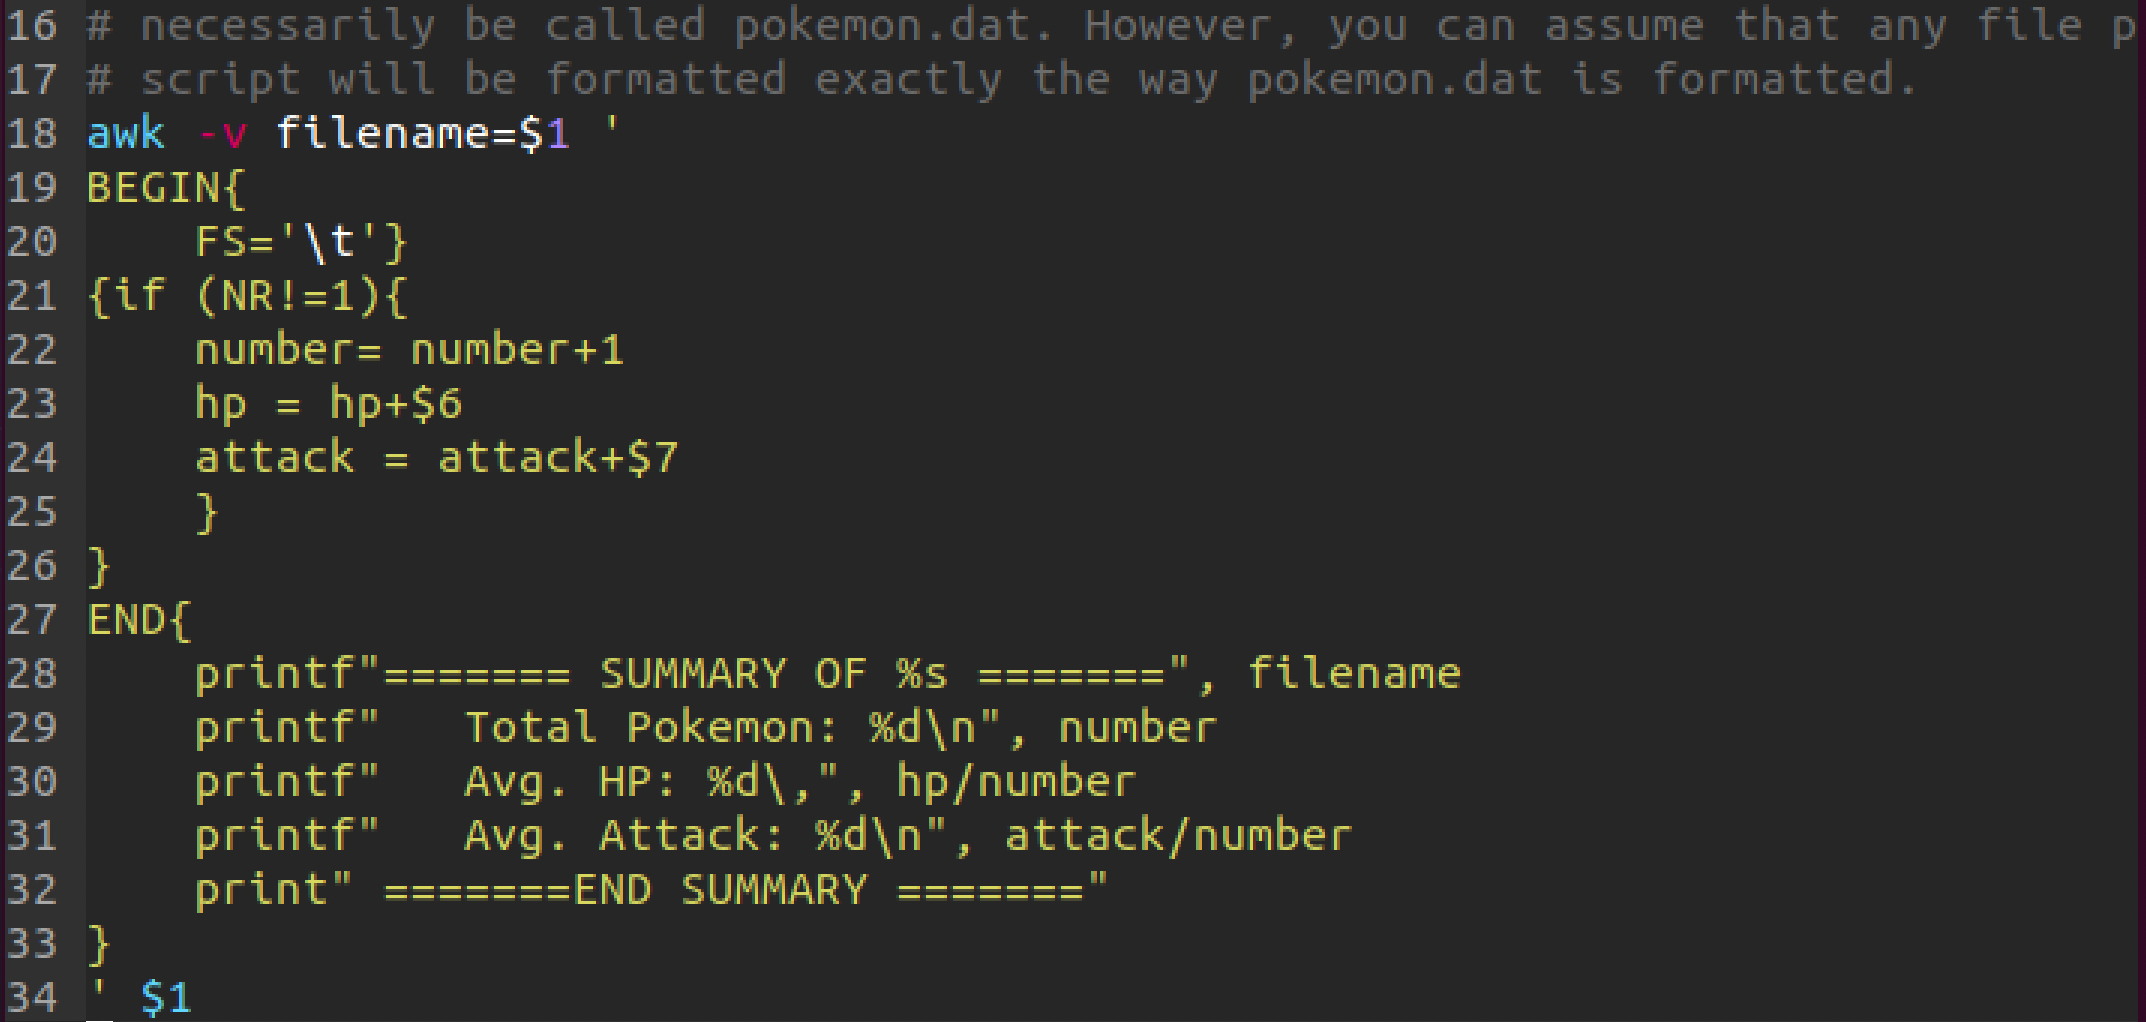 16 # necessarily be called pokemon.dat. However, you can assume that any file p
17 # script will be formatted exactly the way pokemon.dat is formatted.
18 awk -v filename=$1 '
19 BEGIN{
20     FS='\t'}
21 {if (NR!=1){
22     number= number+1
23     hp = hp+$6
24     attack = attack+$7
25     }
26 }
27 END{
28     printf"======= SUMMARY OF %s =======", filename
29     printf"   Total Pokemon: %d\n", number
30     printf"   Avg. HP: %d\,", hp/number
31     printf"   Avg. Attack: %d\n", attack/number
32     print" =======END SUMMARY ======="
33 }
34 ' $1